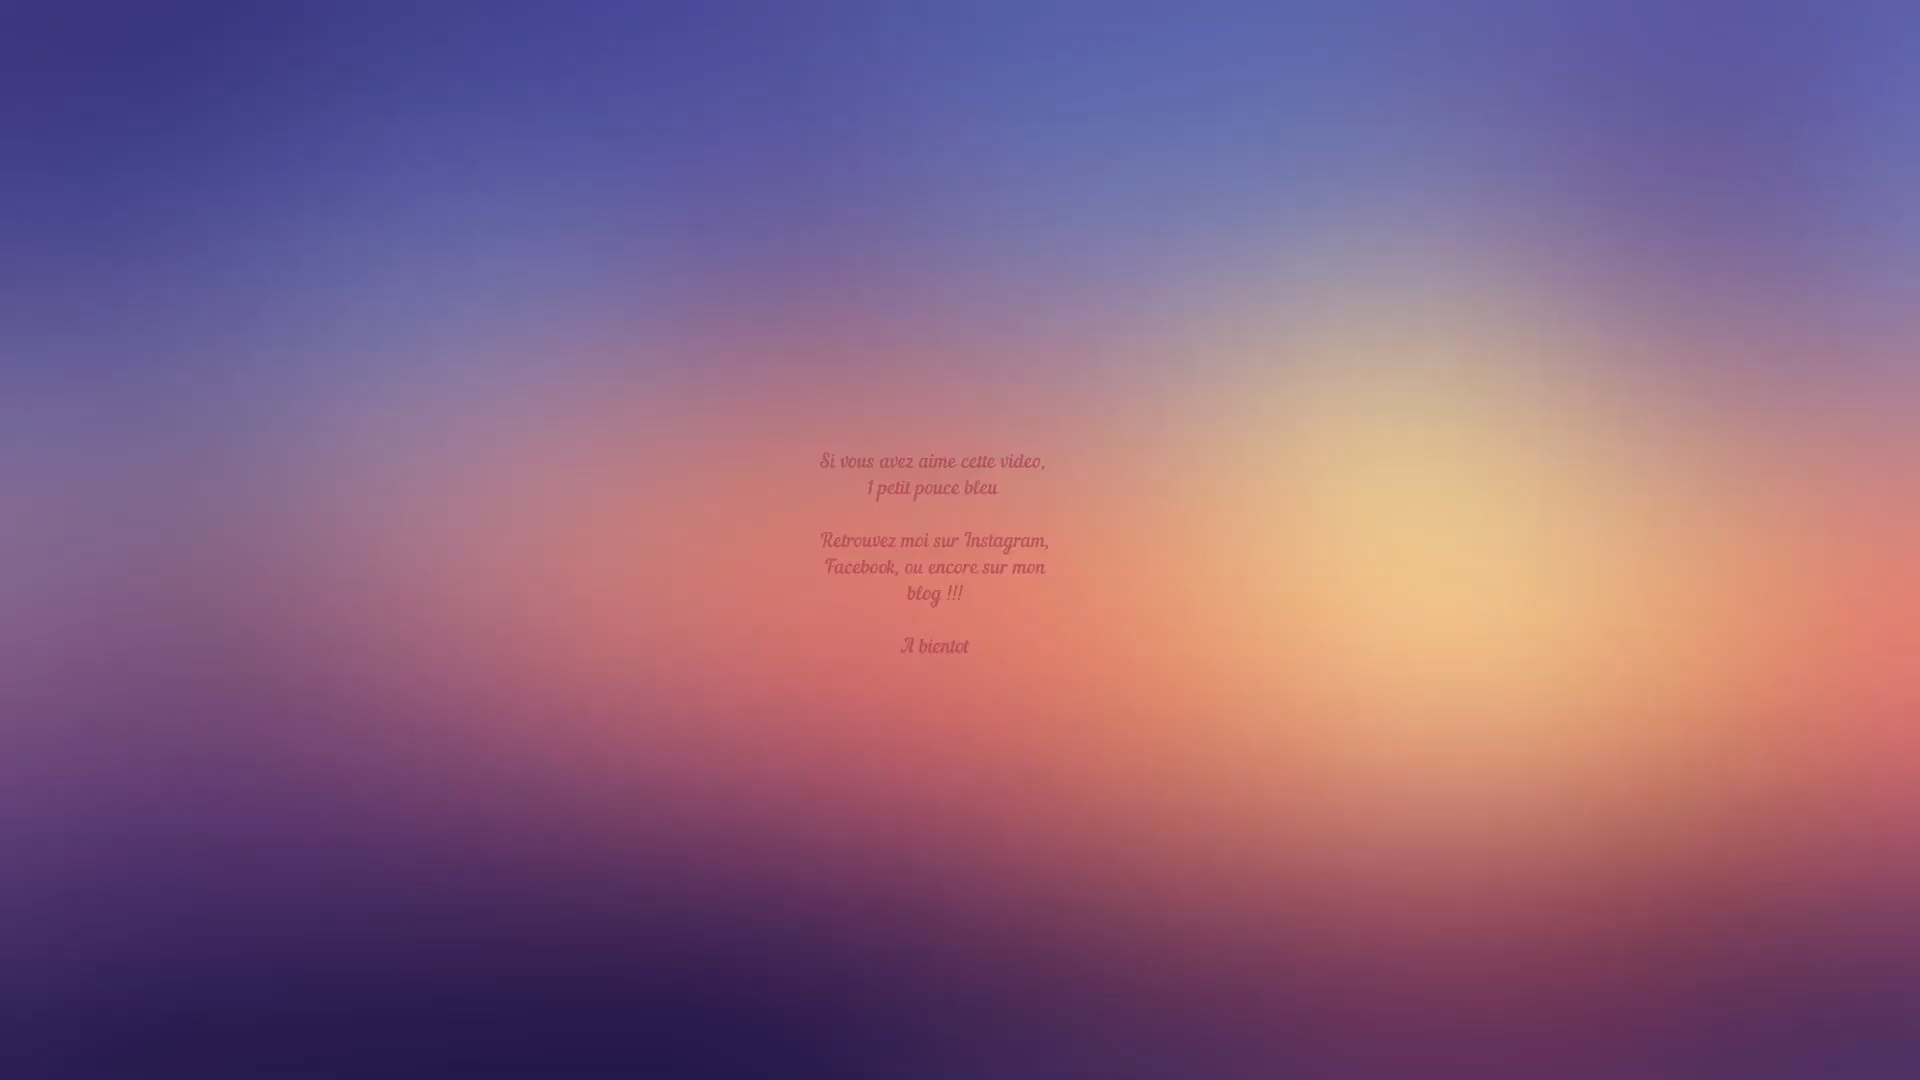 Si vous avez aime cette video,
1 petit pouce bleu
Retrouvez moi sur Instagram,
Facebook, ou encore sur mon
blog !!!
A bientot